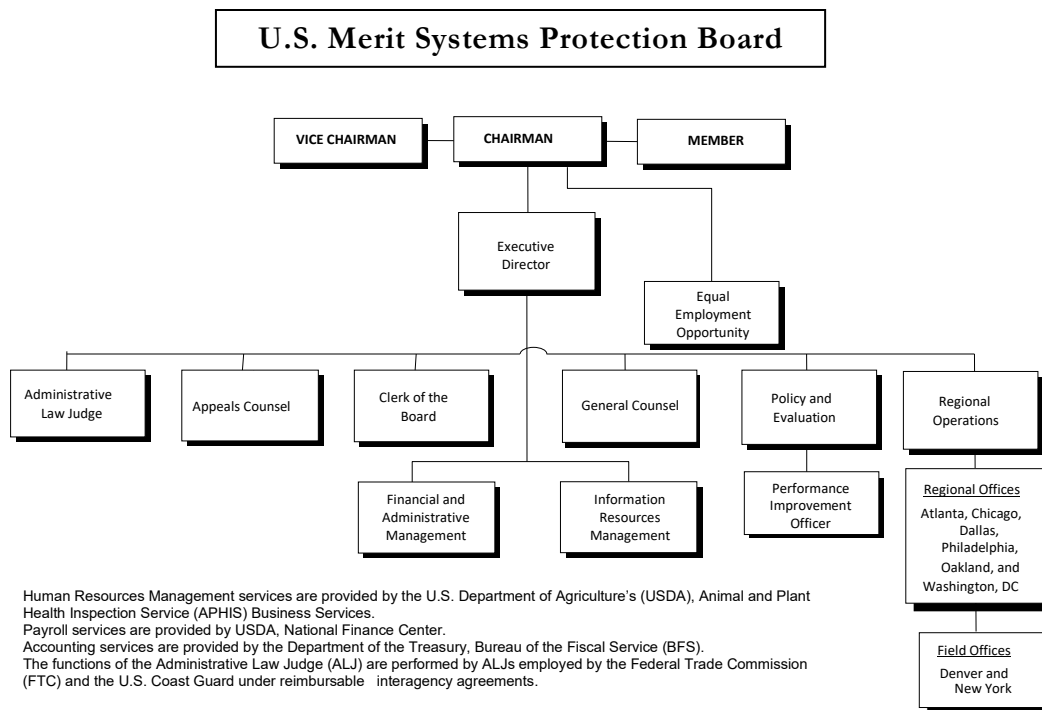 U.S. Merit Systems Protection Board
VICE CHAIRMAN
CHAIRMAN
MEMBER
Executive
Director
Equal
Employment
Opportunity
Administrative
Law Judge
Appeals Counsel
Clerk of the
Board
General Counsel
Policy and
Evaluation
Regional
Operations
Financial and
Administrative
Management
Information
Resources
Management
Performance
Improvement
Officer
Regional Offices
Atlanta, Chicago,
Dallas,
Philadelphia,
Oakland, and
Washington, DC
Field Offices
Denver and
New York
Human Resources Management services are provided by the U.S. Department of Agriculture's (USDA), Animal and Plant
Health Inspection Service (APHIS) Business Services.
Payroll services are provided by USDA, National Finance Center.
Accounting services are provided by the Department of the Treasury, Bureau of the Fiscal Service (BFS).
The functions of the Administrative Law Judge (ALJ) are performed by ALJs employed by the Federal Trade Commission
(FTC) and the U.S. Coast Guard under reimbursable interagency agreements.